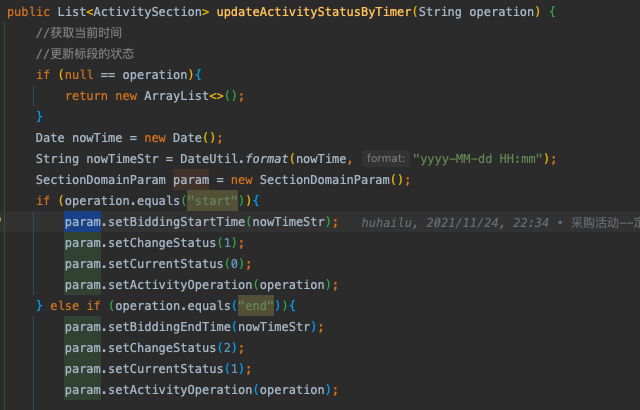 public List<ActivitySection> updateActivityStatusByTimer(String operation) {
//获取当前时间
//更新标段的状态
if (null == operation){
return new ArrayList<>();
}
Date nowTime = new Date();
String nowTimeStr = DateUtil.format(nowTime, format: "yyyy-MM-dd HH:mm");
SectionDomainParam param = new SectionDomainParam();
if (operation.equals("start")){
param.setBiddingStartTime(nowTimeStr); huhailu, 2021/11/24, 22:34 • 采购活动--定
param.setChangeStatus(1);
param.setCurrentStatus(0);
param.setActivityOperation(operation);
} else if (operation.equals("end")){
param.setBiddingEndTime(nowTimeStr);
param.setChangeStatus(2);
param.setCurrentStatus(1);
param.setActivityOperation(operation);